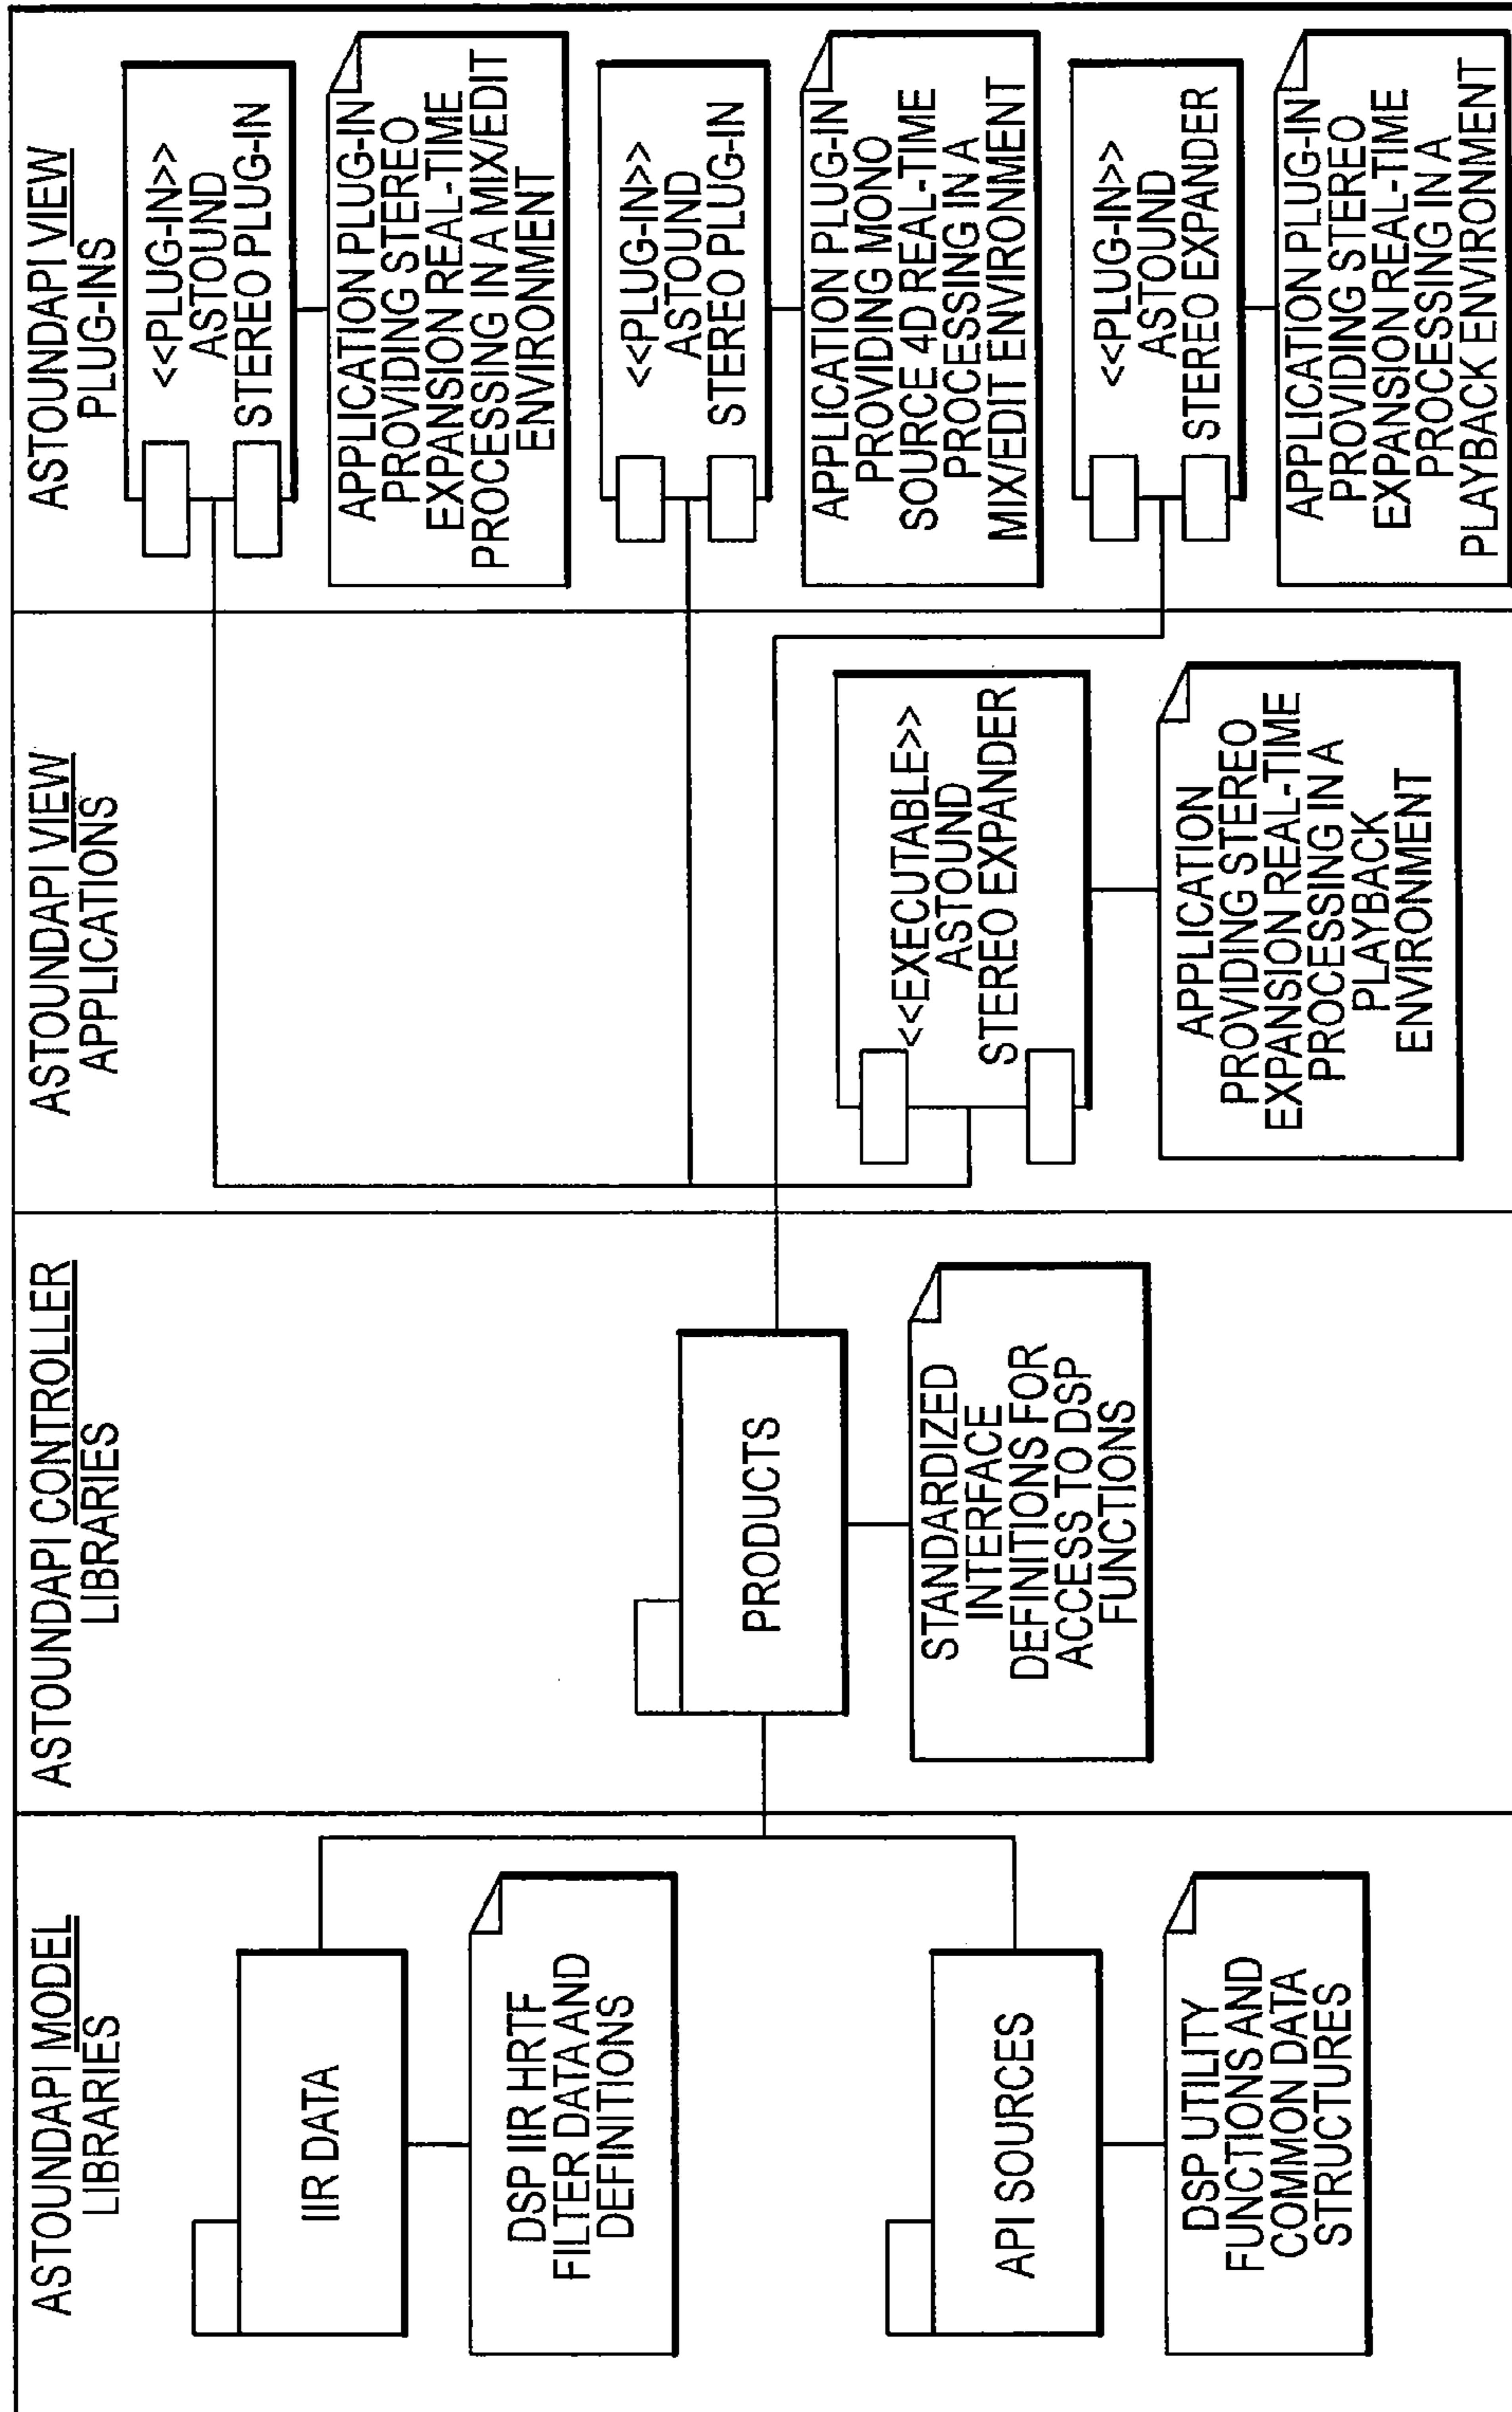 ASTOUNDAPI MODEL
LIBRARIES
IIR DATA
DSP IIR HRTF
FILTER DATA AND
DEFINITIONS
API SOURCES
DSP UTILITY
FUNCTIONS AND
COMMON DATA
STRUCTURES
ASTOUNDAPI CONTROLLER
LIBRARIES
PRODUCTS
STANDARDIZED
INTERFACE
DEFINITIONS FOR
ACCESS TO DSP
FUNCTIONS
ASTOUNDAPI VIEW
APPLICATIONS
<<EXECUTABLE>>
ASTOUND
STEREO EXPANDER
APPLICATION
PROVIDING STEREO
EXPANSION REAL-TIME
PROCESSING IN A
PLAYBACK
ENVIRONMENT
ASTOUNDAPI VIEW
PLUG-INS
<<PLUG-IN>>
ASTOUND
STEREO PLUG-IN
APPLICATION PLUG-IN
PROVIDING STEREO
EXPANSION REAL-TIME
PROCESSING IN A MIX/EDIT
ENVIRONMENT
<<PLUG-IN>>
ASTOUND
STEREO PLUG-IN
APPLICATION PLUG-IN
PROVIDING MONO
SOURCE 4D REAL-TIME
PROCESSING IN A
MIX/EDIT ENVIRONMENT
<<PLUG-IN>>
ASTOUND
STEREO EXPANDER
APPLICATION PLUG-IN
PROVIDING STEREO
EXPANSION REAL-TIME
PROCESSING IN A
PLAYBACK ENVIRONMENT